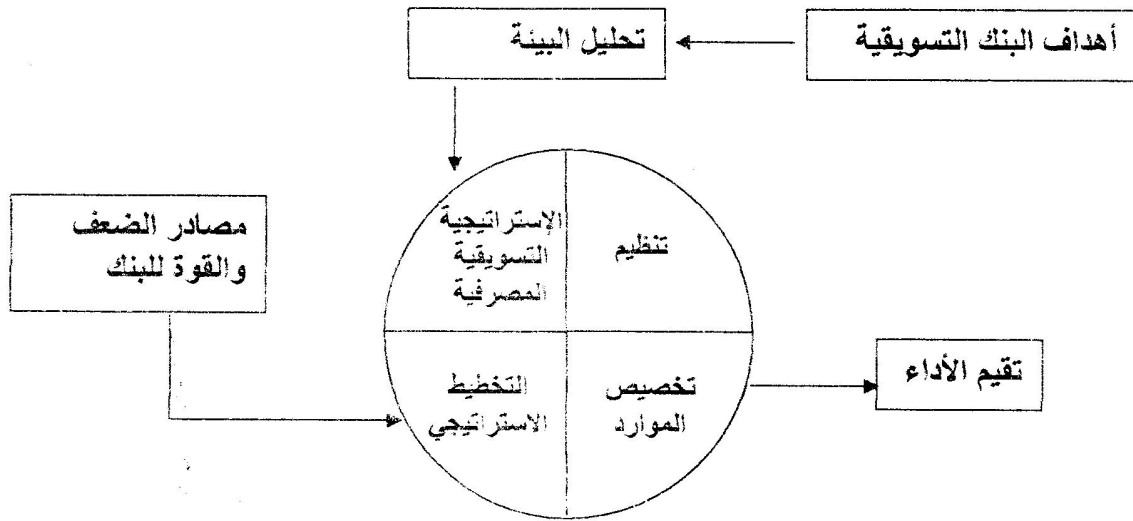 أهداف البنك التسويقية
تحليل البيئة
مصادر الضعف
والقوة للبنك
تنظيم
الإستراتيجية
التسويقية
المصرفية
تخصيص
الموارد
التخطيط
الاستراتيجي
تقيم الأداء